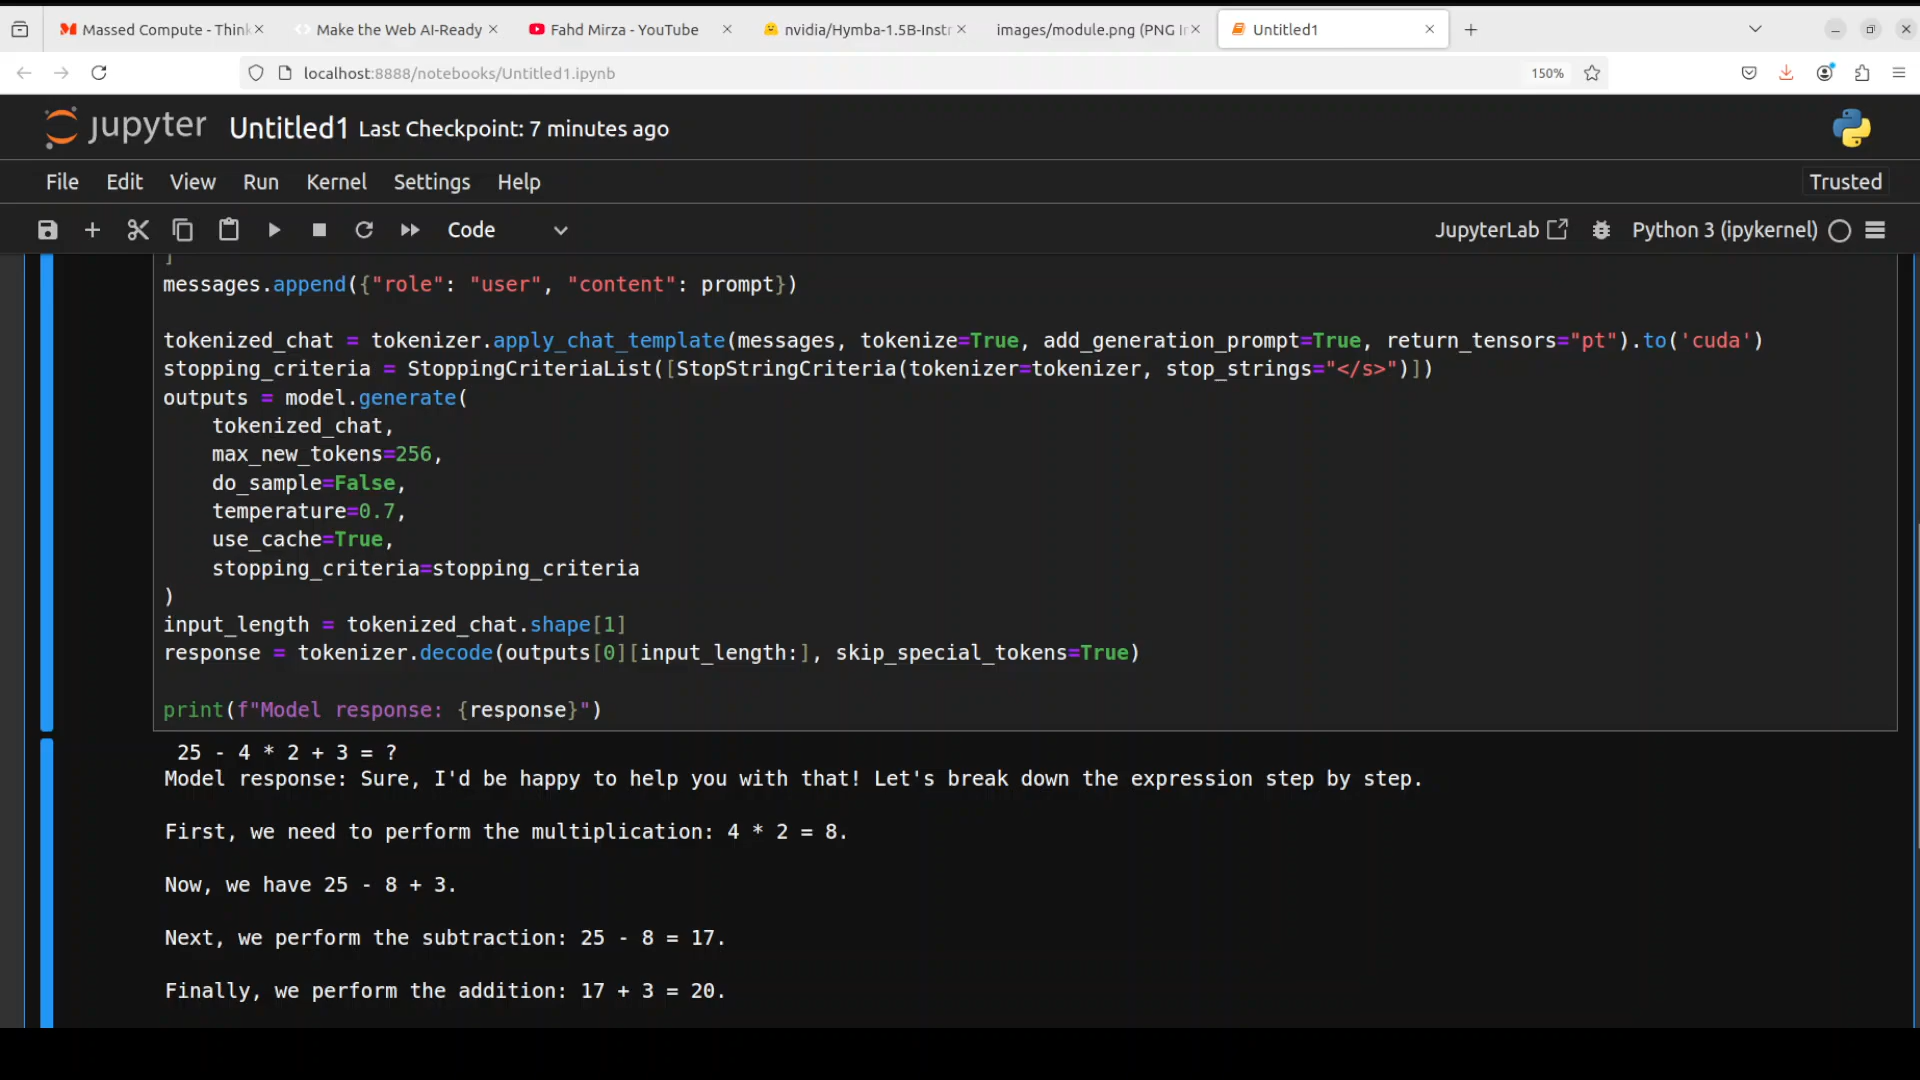 Massed Compute - Think
Make the Web AI-Ready
Fahd Mirza - YouTube
nvidia/Hymba-1.5B-Instr
images/module.png (PNG I
Untitled1
localhost:8888/notebooks/Untitled1.ipynb
150%
jupyter Untitled1 Last Checkpoint: 7 minutes ago
File Edit View Run Kernel Settings Help
Trusted
Code
JupyterLab
Python 3 (ipykernel)
]
messages.append({"role": "user", "content": prompt})
tokenized_chat = tokenizer.apply_chat_template(messages, tokenize=True, add_generation_prompt=True, return_tensors="pt").to('cuda')
stopping_criteria = StoppingCriteriaList([StopStringCriteria(tokenizer=tokenizer, stop_strings="</s>")])
outputs = model.generate(
    tokenized_chat,
    max_new_tokens=256,
    do_sample=False,
    temperature=0.7,
    use_cache=True,
    stopping_criteria=stopping_criteria
)
input_length = tokenized_chat.shape[1]
response = tokenizer.decode(outputs[0][input_length:], skip_special_tokens=True)
print(f"Model response: {response}")
25 - 4 * 2 + 3 = ?
Model response: Sure, I'd be happy to help you with that! Let's break down the expression step by step.
First, we need to perform the multiplication: 4 * 2 = 8.
Now, we have 25 - 8 + 3.
Next, we perform the subtraction: 25 - 8 = 17.
Finally, we perform the addition: 17 + 3 = 20.